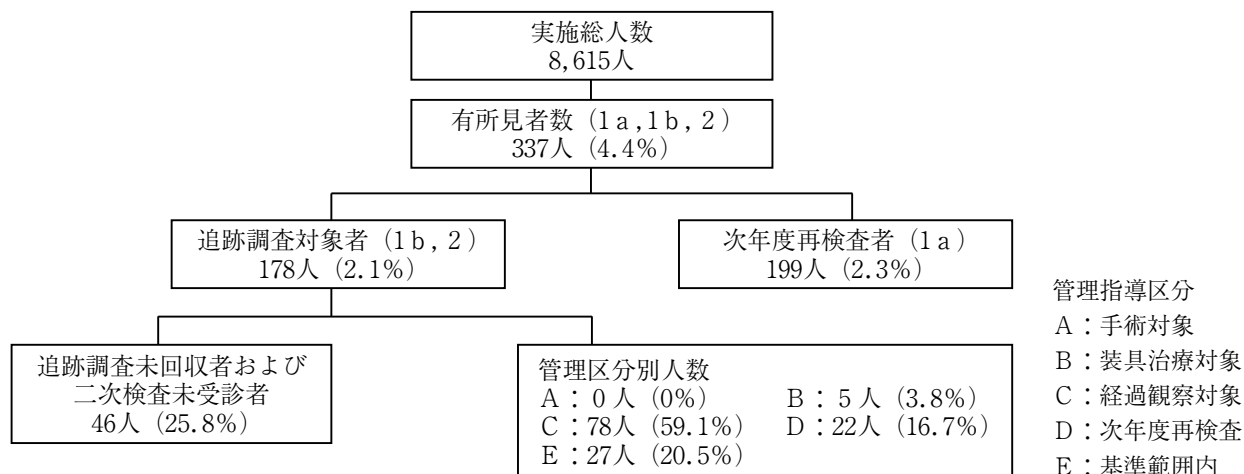 実施総人数
8,615人
有所見者数（1a,1b,2）
337人（4.4%）
追跡調査対象者（1b,2）
178人（2.1%）
次年度再検査者（1a）
199人（2.3%）
追跡調査未回収者および
二次検査未受診者
46人（25.8%）
管理区分別人数
A：0人（0%） B：5人（3.8%）
C：78人（59.1%） D：22人（16.7%）
E：27人（20.5%）
管理指導区分
A：手術対象
B：装具治療対象
C：経過観察対象
D：次年度再検査
E：基準範囲内